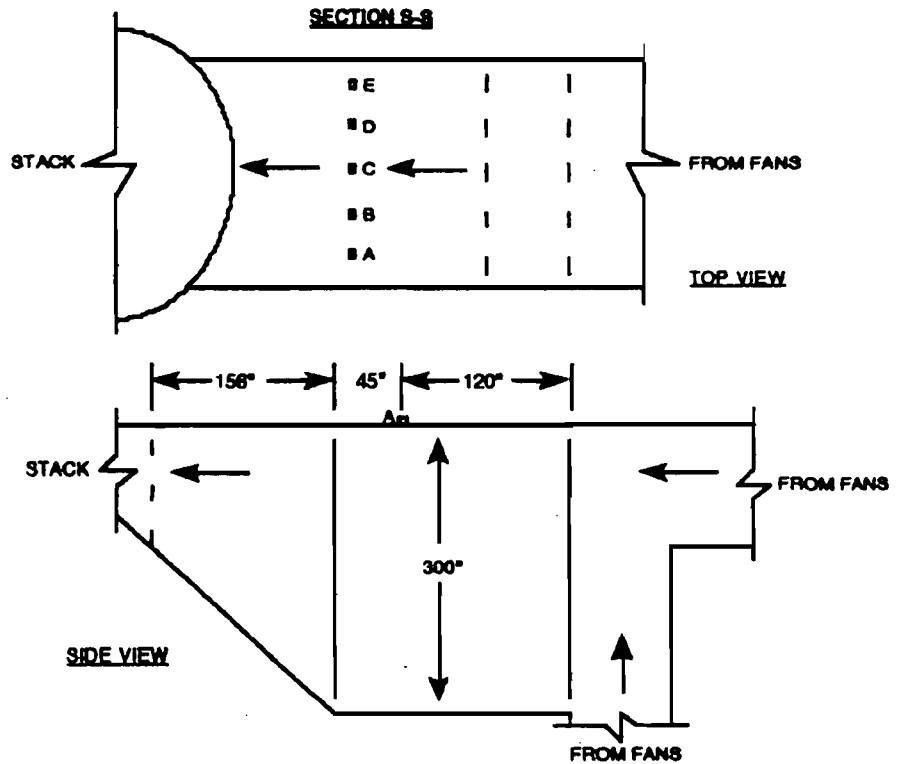 SECTION S-S
E
D
STACK
C
FROM FANS
B
A
TOP VIEW
156"
45"
120"
A
STACK
FROM FANS
300"
SIDE VIEW
FROM FANS